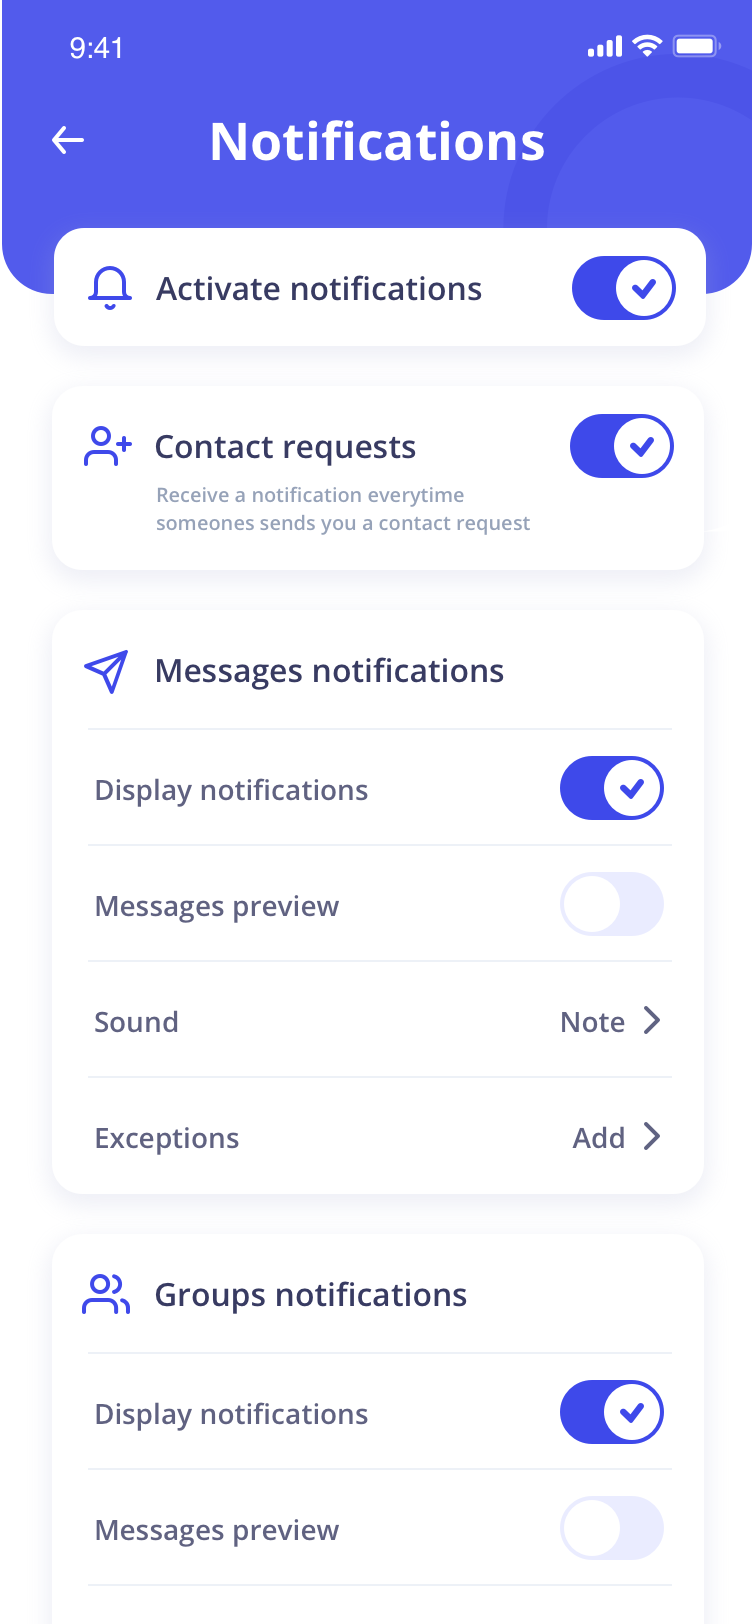 9:41
Notifications
Activate notifications
Contact requests
Receive a notification everytime
someones sends you a contact request
Messages notifications
Display notifications
Messages preview
Sound Note
Exceptions Add
Groups notifications
Display notifications
Messages preview